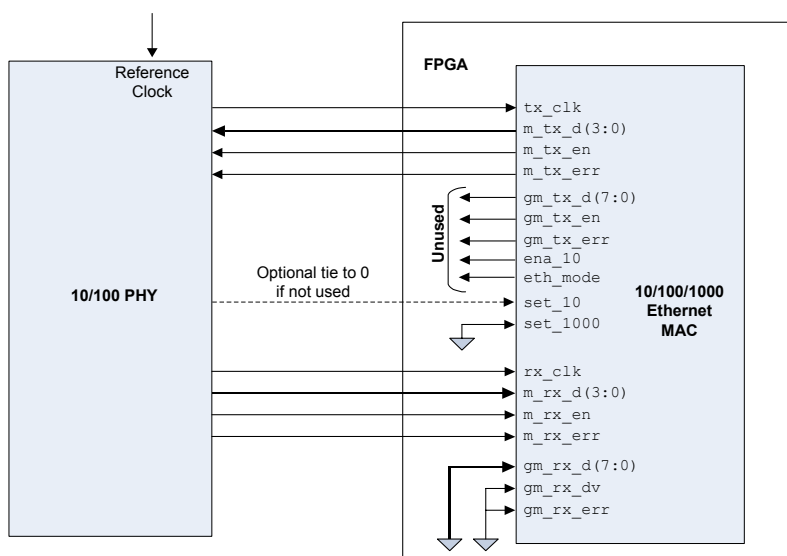 Reference
Clock
FPGA
tx_clk
m_tx_d(3:0)
m_tx_en
m_tx_err
gm_tx_d(7:0)
gm_tx_en
gm_tx_err
ena_10
eth_mode
Unused
Optional tie to 0
if not used
10/100 PHY
set_10
set_1000
10/100/1000
Ethernet
MAC
rx_clk
m_rx_d(3:0)
m_rx_en
m_rx_err
gm_rx_d(7:0)
gm_rx_dv
gm_rx_err